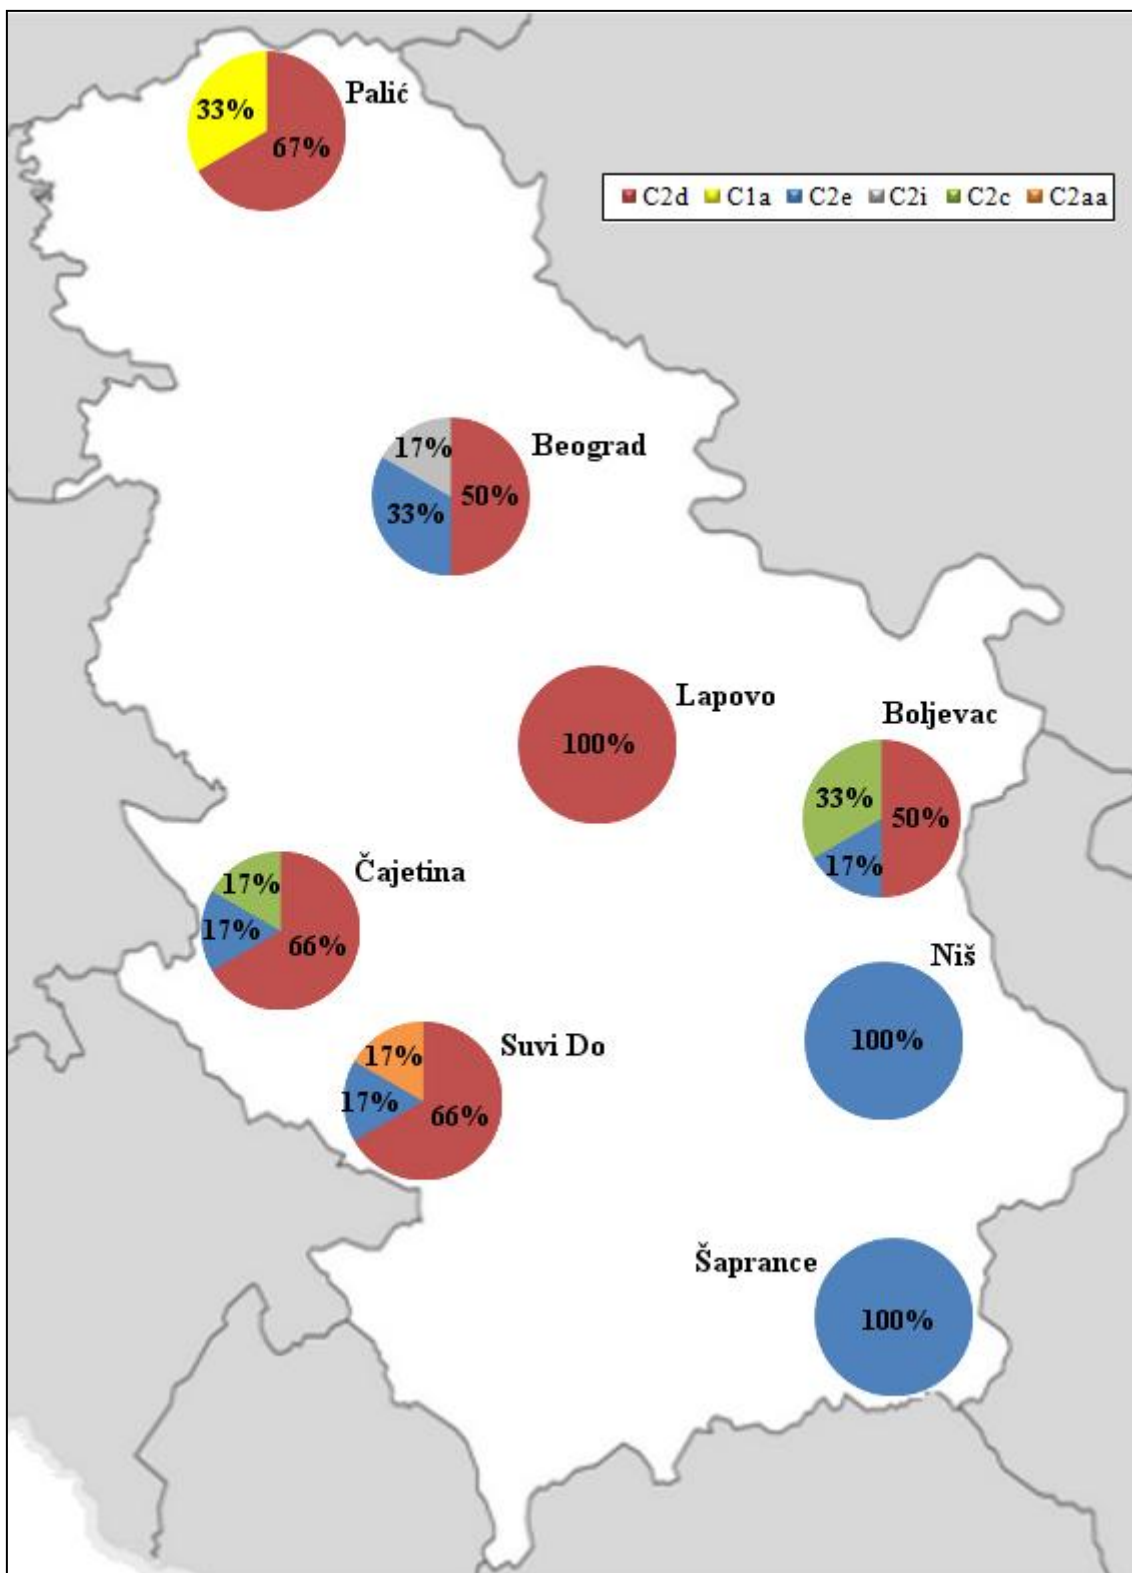 Palić
33%
67%
C2d C1a C2e C2i C2c C2aa
Beograd
17%
50%
33%
Lapovo
100%
Boljevac
33%
50%
17%
Čajetina
17%
17%
66%
Niš
100%
Suvi Do
17%
17%
66%
Šaprance
100%